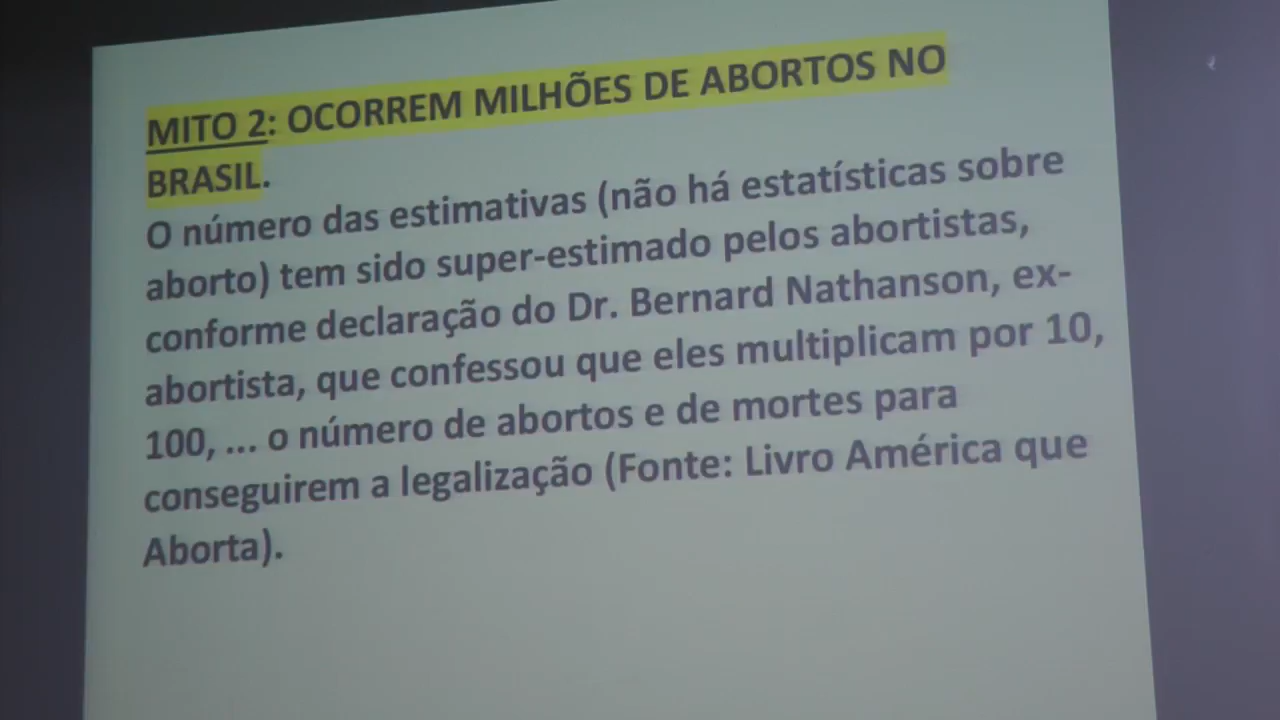 MITO 2: OCORREM MILHÕES DE ABORTOS NO
BRASIL.
O número das estimativas (não há estatísticas sobre
aborto) tem sido super-estimado pelos abortistas,
conforme declaração do Dr. Bernard Nathanson, ex-
abortista, que confessou que eles multiplicam por 10,
100, ... o número de abortos e de mortes para
conseguirem a legalização (Fonte: Livro América que
Aborta).